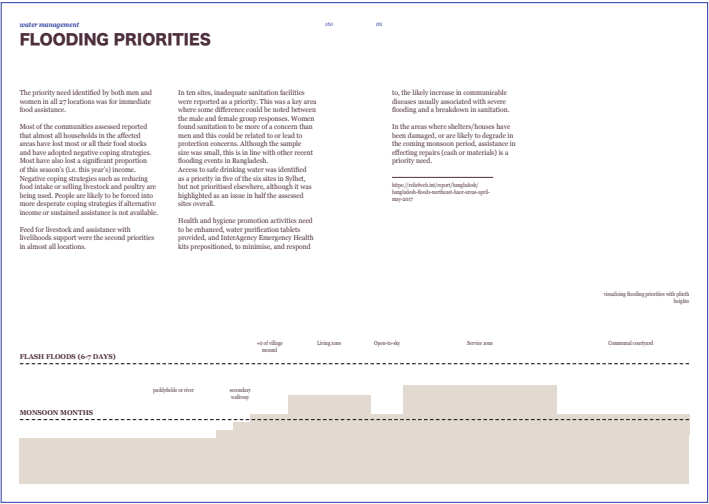 water management
160
161
FLOODING PRIORITIES
The priority need identified by both men and
women in all 27 locations was for immediate
food assistance.
Most of the communities assessed reported
that almost all households in the affected
areas have lost most or all their food stocks
and have adopted negative coping strategies.
Most have also lost a significant proportion
of this season's (i.e. this year's) income.
Negative coping strategies such as reducing
food intake or selling livestock and poultry are
being used. People are likely to be forced into
more desperate coping strategies if alternative
income or sustained assistance is not available.
Feed for livestock and assistance with
livelihoods support were the second priorities
in almost all locations.
In ten sites, inadequate sanitation facilities
were reported as a priority. This was a key area
where some difference could be noted between
the male and female group responses. Women
found sanitation to be more of a concern than
men and this could be related to or lead to
protection concerns. Although the sample
size was small, this is in line with other recent
flooding events in Bangladesh.
Access to safe drinking water was identified
as a priority in five of the six sites in Sylhet,
but not prioritised elsewhere, although it was
highlighted as an issue in half the assessed
sites overall.
Health and hygiene promotion activities need
to be enhanced, water purification tablets
provided, and InterAgency Emergency Health
kits prepositioned, to minimise, and respond
to, the likely increase in communicable
diseases usually associated with severe
flooding and a breakdown in sanitation.
In the areas where shelters/houses have
been damaged, or are likely to degrade in
the coming monsoon period, assistance in
effecting repairs (cash or materials) is a
priority need.
https://reliefweb.int/report/bangladesh/
bangladesh-floods-northeast-haor-areas-april-
may-2017
visualising flooding priorities with plinth
heights
+0 of village
mound
Living zone
Open-to-sky
Service zone
Communal courtyard
FLASH FLOODS (6-7 DAYS)
paddyfields or river
secondary
walkway
MONSOON MONTHS